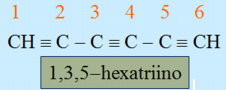 1 2 3 4 5 6
CH ≡ C – C ≡ C – C ≡ CH
1,3,5–hexatriino